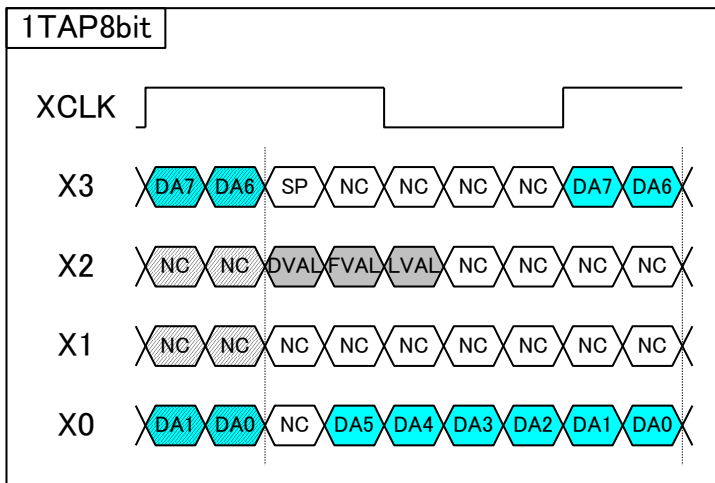 1TAP8bit
XCLK
X3 DA7 DA6 SP NC NC NC NC DA7 DA6
X2 NC NC DVAL FVAL LVAL NC NC NC NC
X1 NC NC NC NC NC NC NC NC NC
X0 DA1 DA0 NC DA5 DA4 DA3 DA2 DA1 DA0